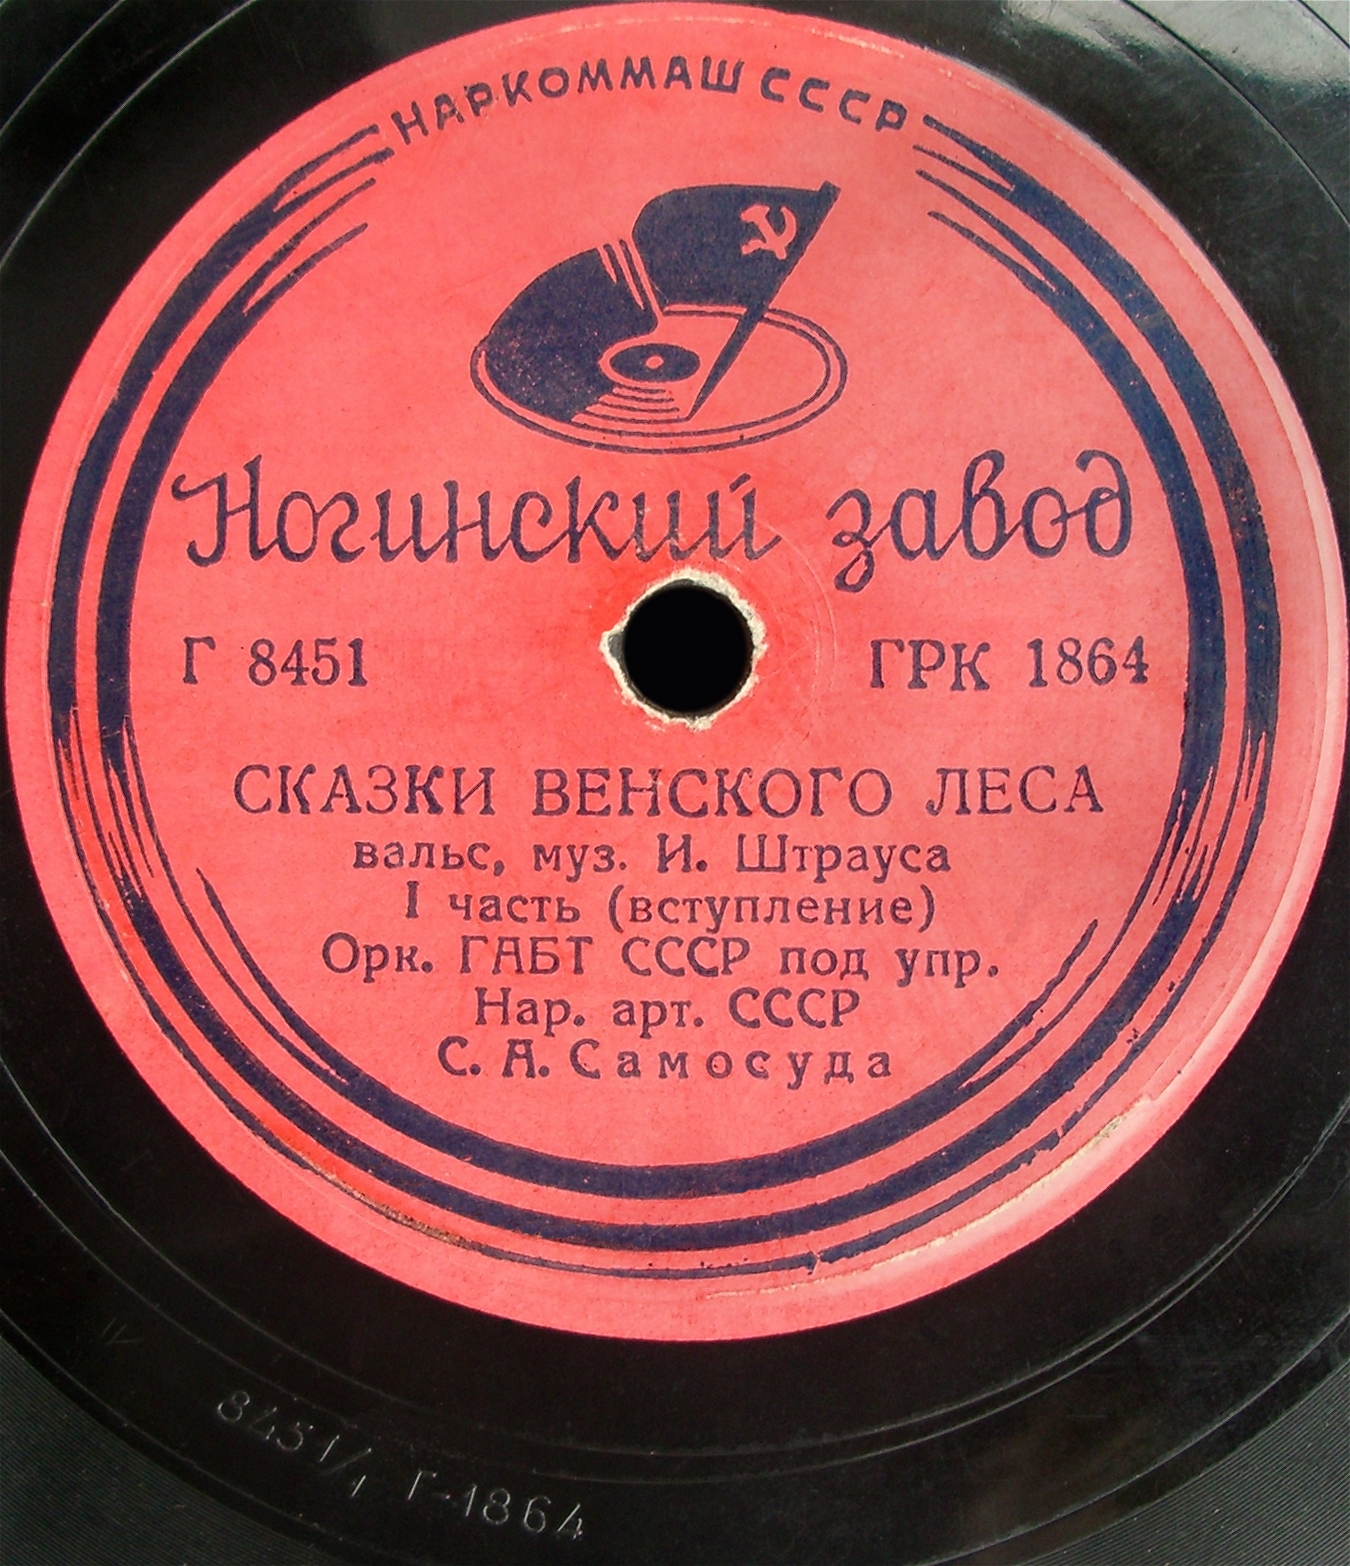 НАРКОММАШ СССР
Ногинский завод
Г 8451 ГРК 1864
СКАЗКИ ВЕНСКОГО ЛЕСА
вальс, муз. И. Штрауса
I часть (вступление)
Орк. ГАБТ СССР под упр.
Нар. арт. СССР
С. А. Самосуда
8451/1 Г-1864